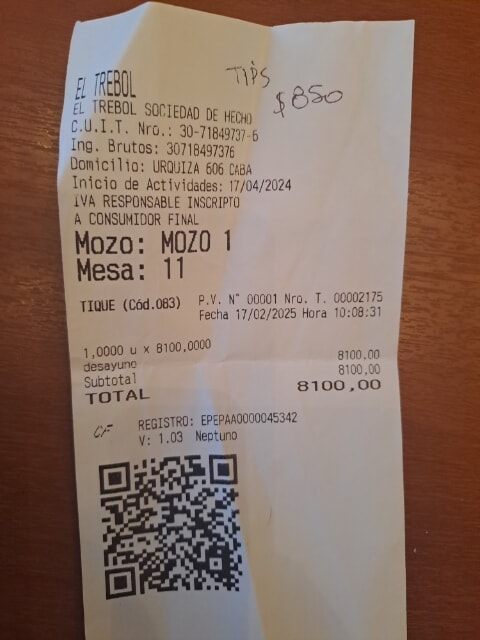 TIPS
$850
EL TREBOL
EL TREBOL SOCIEDAD DE HECHO
C.U.I.T. Nro.: 30-71849737-6
Ing. Brutos: 30718497376
Domicilio: URQUIZA 606 CABA
Inicio de Actividades: 17/04/2024
IVA RESPONSABLE INSCRIPTO
A CONSUMIDOR FINAL
Mozo: MOZO 1
Mesa: 11
TIQUE (Cód.083) P.V. N° 00001 Nro. T. 00002175
Fecha 17/02/2025 Hora 10:08:31
1,0000 u x 8100,0000
desayuno 8100,00
Subtotal 8100,00
TOTAL 8100,00
CF REGISTRO: EPEPAA0000045342
V: 1.03 Neptuno